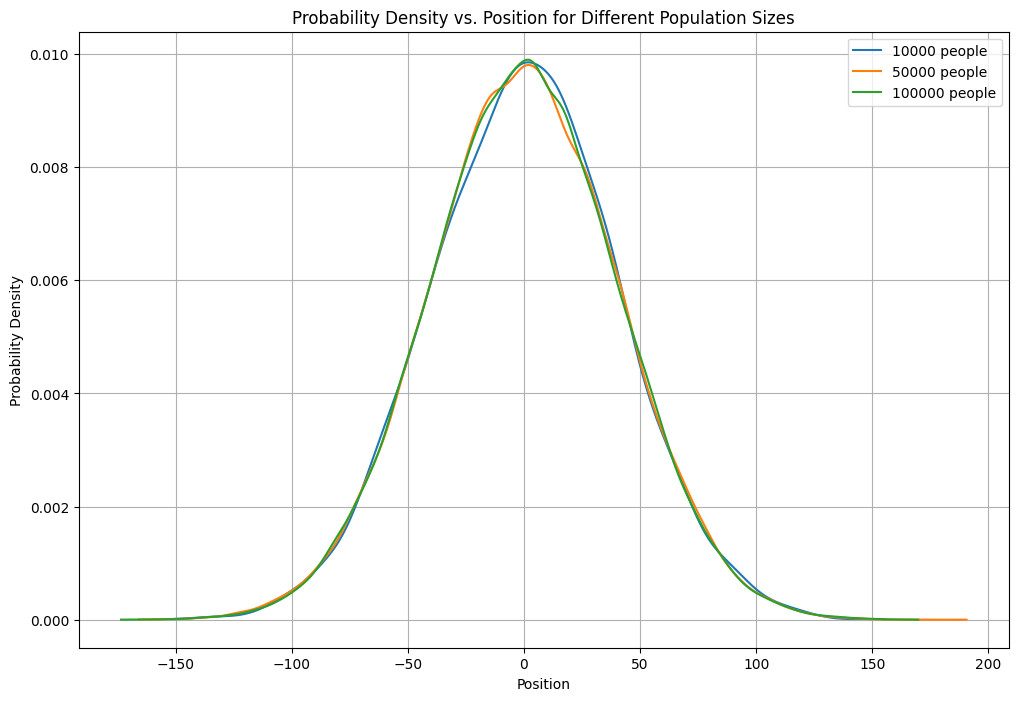 Probability Density vs. Position for Different Population Sizes
10000 people
50000 people
100000 people
Probability Density
0.010
0.008
0.006
0.004
0.002
0.000
−150
−100
−50
0
50
100
150
200
Position